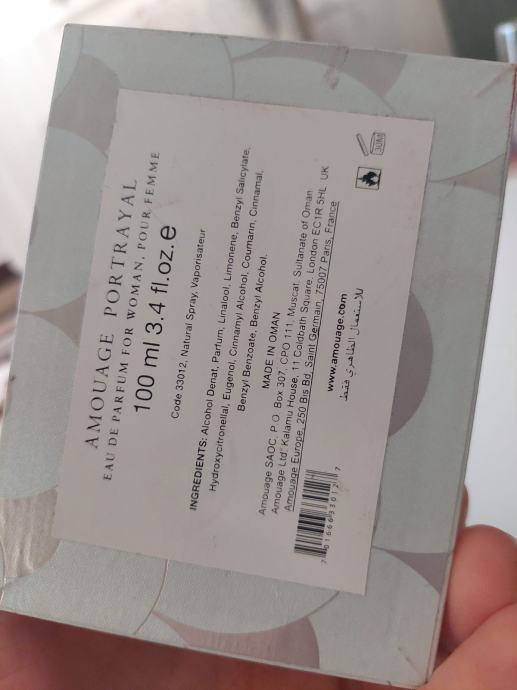 AMOUAGE PORTRAYAL
EAU DE PARFUM FOR WOMAN, POUR FEMME
100 ml 3.4 fl.oz.e
Code 33012, Natural Spray, Vaporisateur
INGREDIENTS: Alcohol Denat, Parfum, Linalool, Limonene, Benzyl Salicylate,
Hydroxycitronellal, Eugenol, Cinnamyl Alcohol, Coumarin, Cinnamal,
Benzyl Benzoate, Benzyl Alcohol.
MADE IN OMAN
Amouage SAOC, P.O. Box 307, CPO 111, Muscat, Sultanate of Oman
Amouage Ltd' Kalamu House, 11 Coldbath Square, London EC1R 5HL UK
Amouage Europe, 250 Bis Bd, Saint Germain, 75007 Paris, France
www.amouage.com
للاستعمال الظاهري فقط